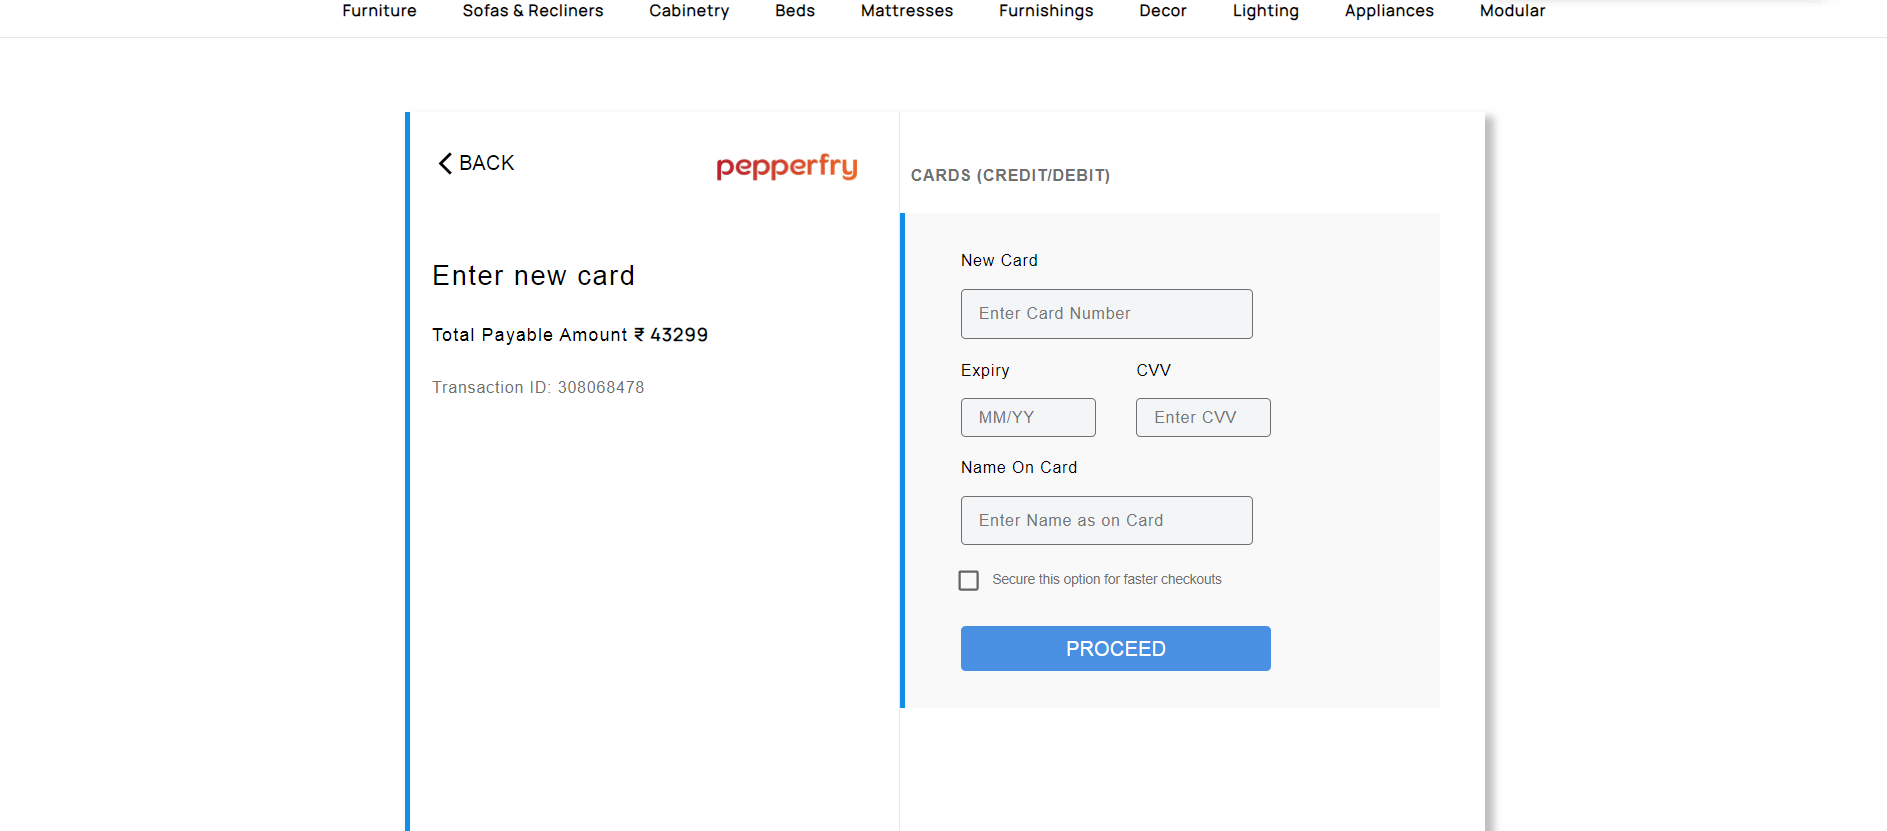 Furniture Sofas & Recliners Cabinetry Beds Mattresses Furnishings Decor Lighting Appliances Modular
BACK
pepperfry
Enter new card
Total Payable Amount ₹ 43299
Transaction ID: 308068478
CARDS (CREDIT/DEBIT)
New Card
Enter Card Number
Expiry CVV
MM/YY Enter CVV
Name On Card
Enter Name as on Card
Secure this option for faster checkouts
PROCEED